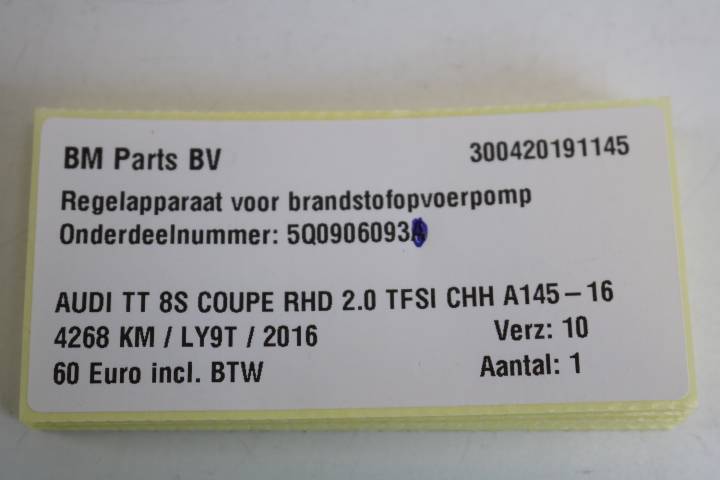 BM Parts BV 300420191145
Regelapparaat voor brandstofopvoerpomp
Onderdeelnummer: 5Q0906093
AUDI TT 8S COUPE RHD 2.0 TFSI CHH A145-16
4268 KM / LY9T / 2016 Verz: 10
60 Euro incl. BTW Aantal: 1